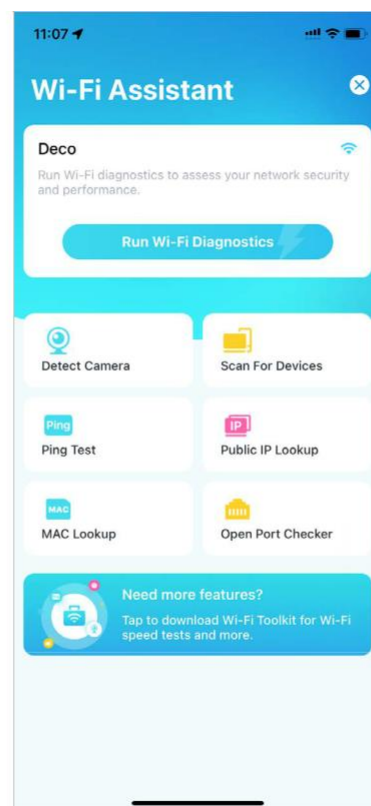 11:07
Wi-Fi Assistant
Deco
Run Wi-Fi diagnostics to assess your network security
and performance.
Run Wi-Fi Diagnostics
Detect Camera
Scan For Devices
Ping
Ping Test
IP
Public IP Lookup
MAC
MAC Lookup
Open Port Checker
Need more features?
Tap to download Wi-Fi Toolkit for Wi-Fi
speed tests and more.